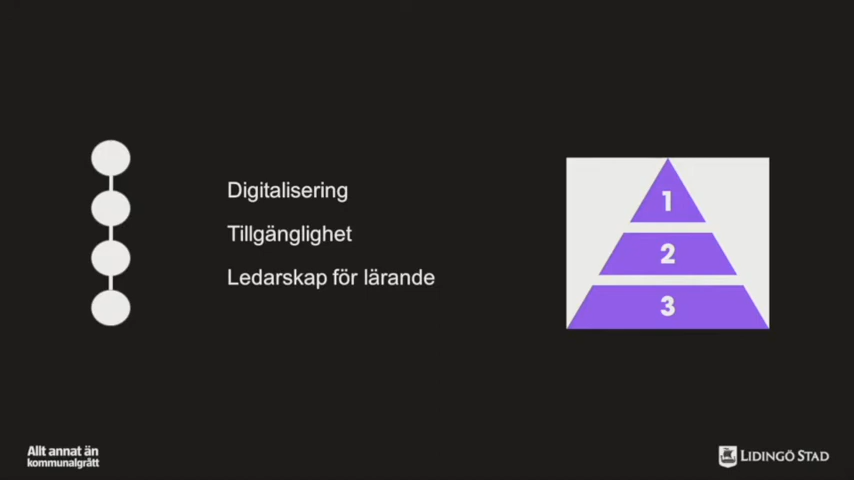 Digitalisering
Tillgänglighet
Ledarskap för lärande
1
2
3
Allt annat än
kommunalgrått
LIDINGÖ STAD